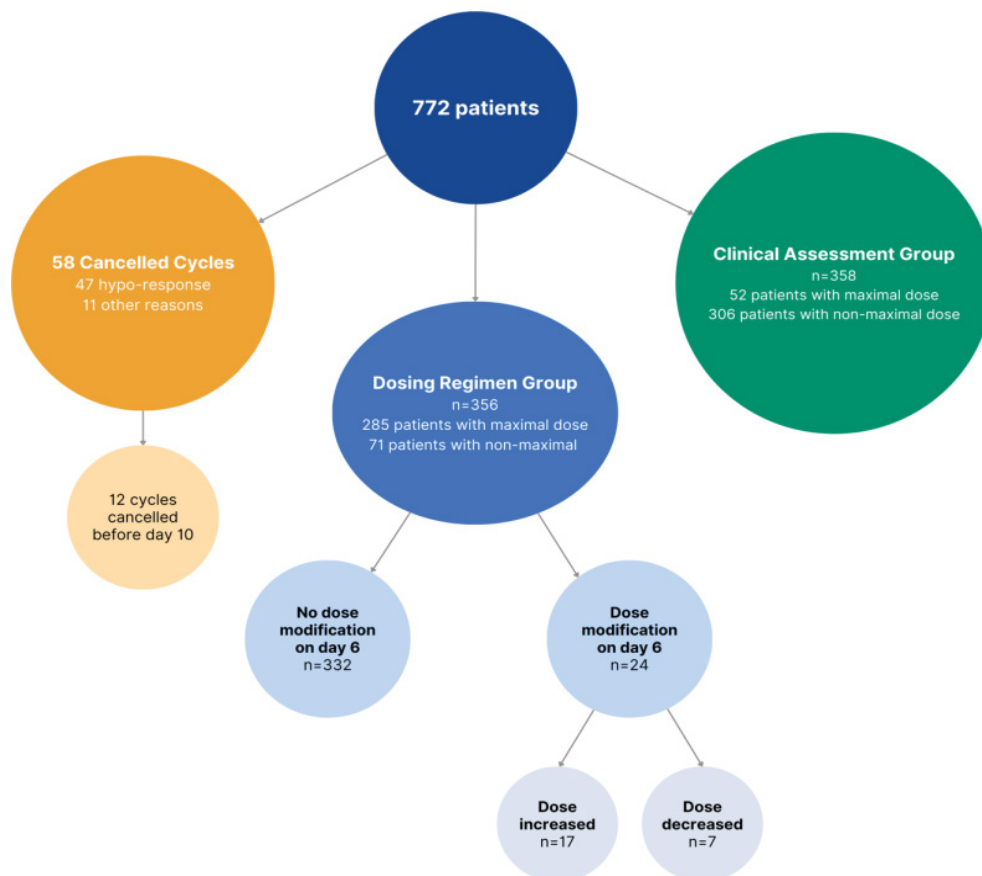 772 patients
58 Cancelled Cycles
47 hypo-response
11 other reasons
Clinical Assessment Group
n=358
52 patients with maximal dose
306 patients with non-maximal dose
Dosing Regimen Group
n=356
285 patients with maximal dose
71 patients with non-maximal
12 cycles
cancelled
before day 10
No dose
modification
on day 6
n=332
Dose
modification
on day 6
n=24
Dose
increased
n=17
Dose
decreased
n=7